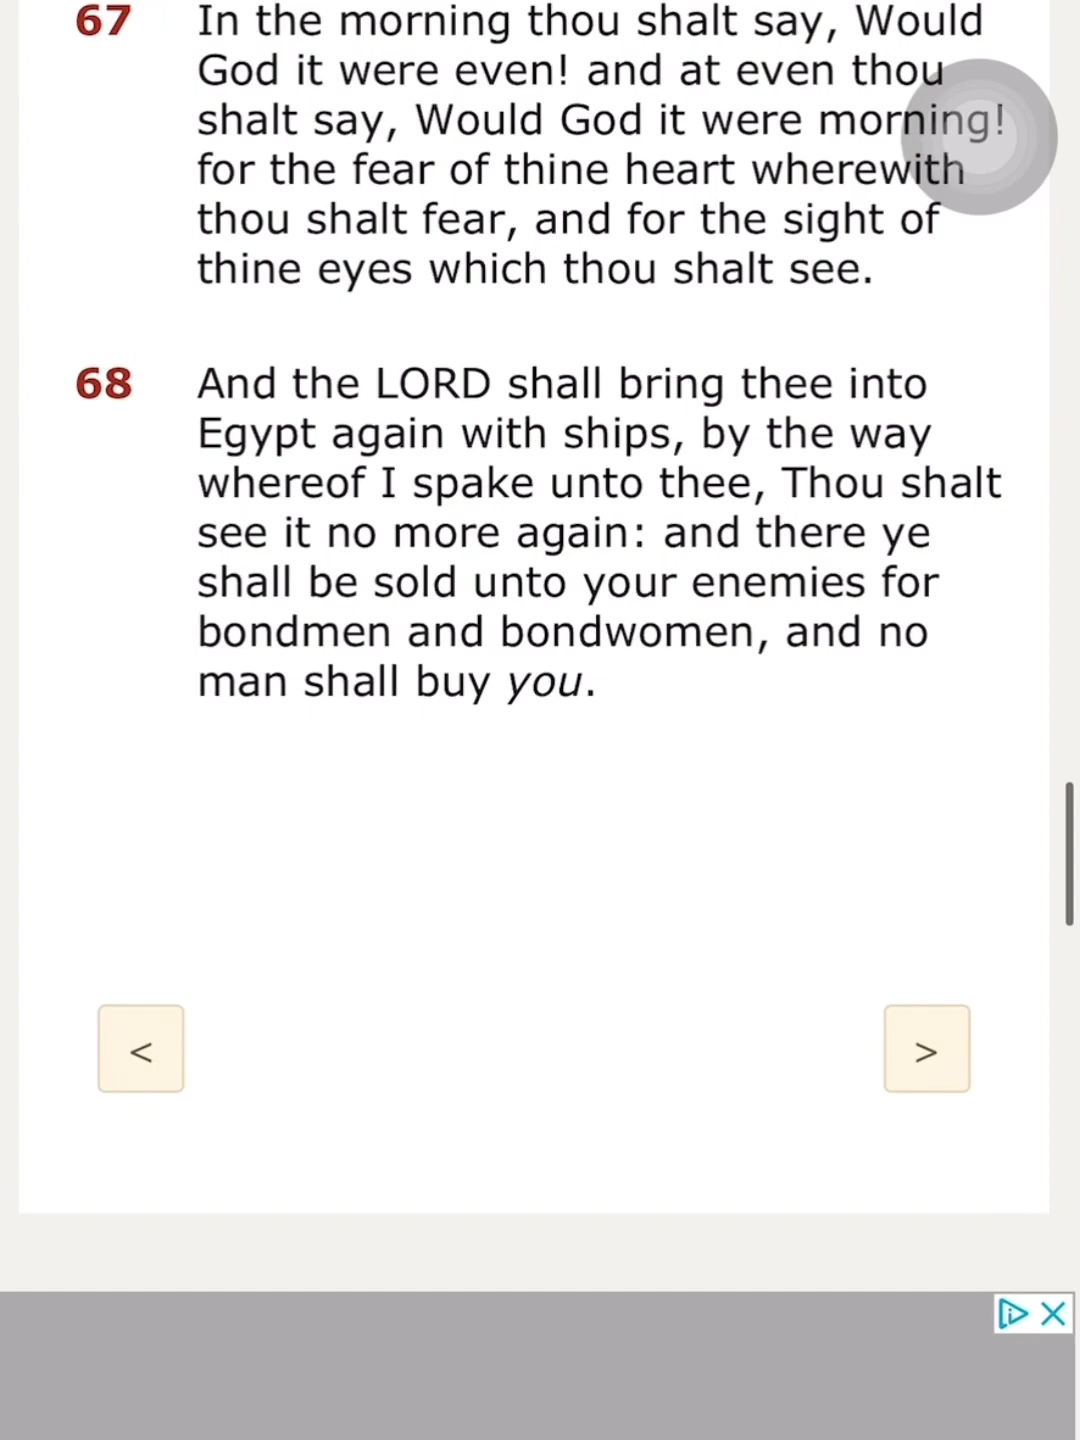 67 In the morning thou shalt say, Would
God it were even! and at even thou
shalt say, Would God it were morning!
for the fear of thine heart wherewith
thou shalt fear, and for the sight of
thine eyes which thou shalt see.
68 And the LORD shall bring thee into
Egypt again with ships, by the way
whereof I spake unto thee, Thou shalt
see it no more again: and there ye
shall be sold unto your enemies for
bondmen and bondwomen, and no
man shall buy you.
< >